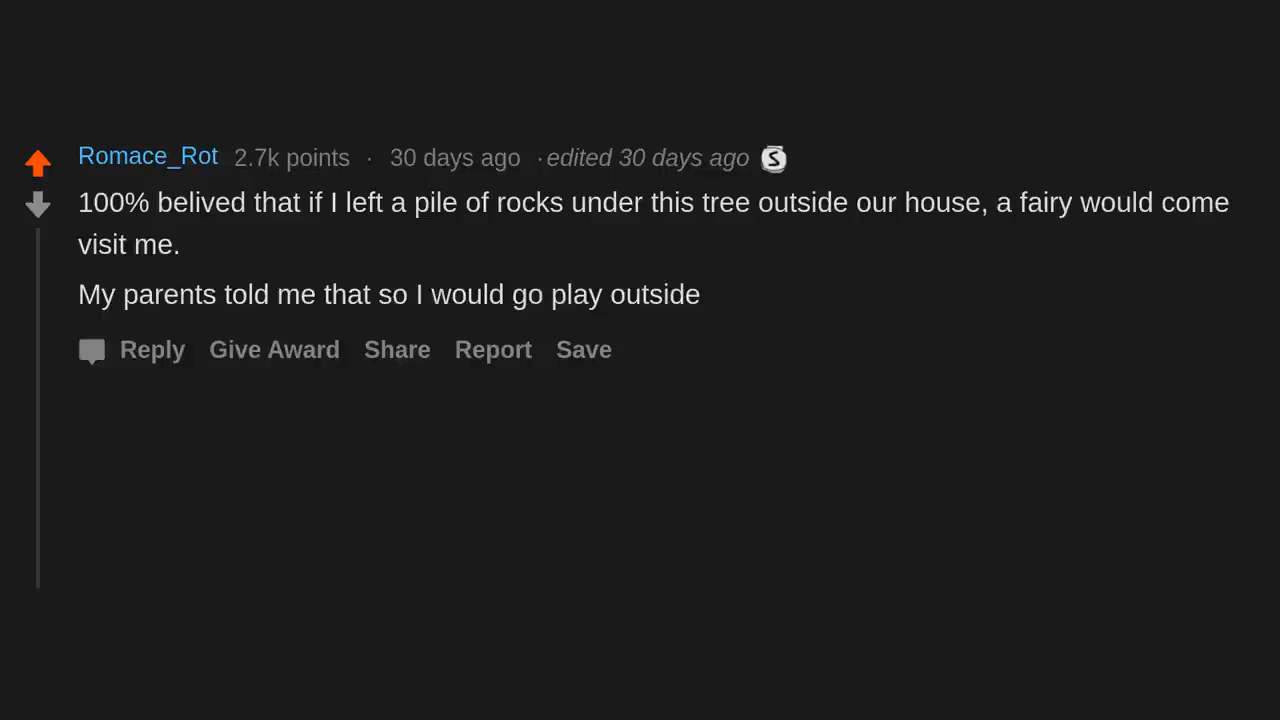 Romace_Rot 2.7k points · 30 days ago · edited 30 days ago S
100% belived that if I left a pile of rocks under this tree outside our house, a fairy would come
visit me.
My parents told me that so I would go play outside
Reply Give Award Share Report Save